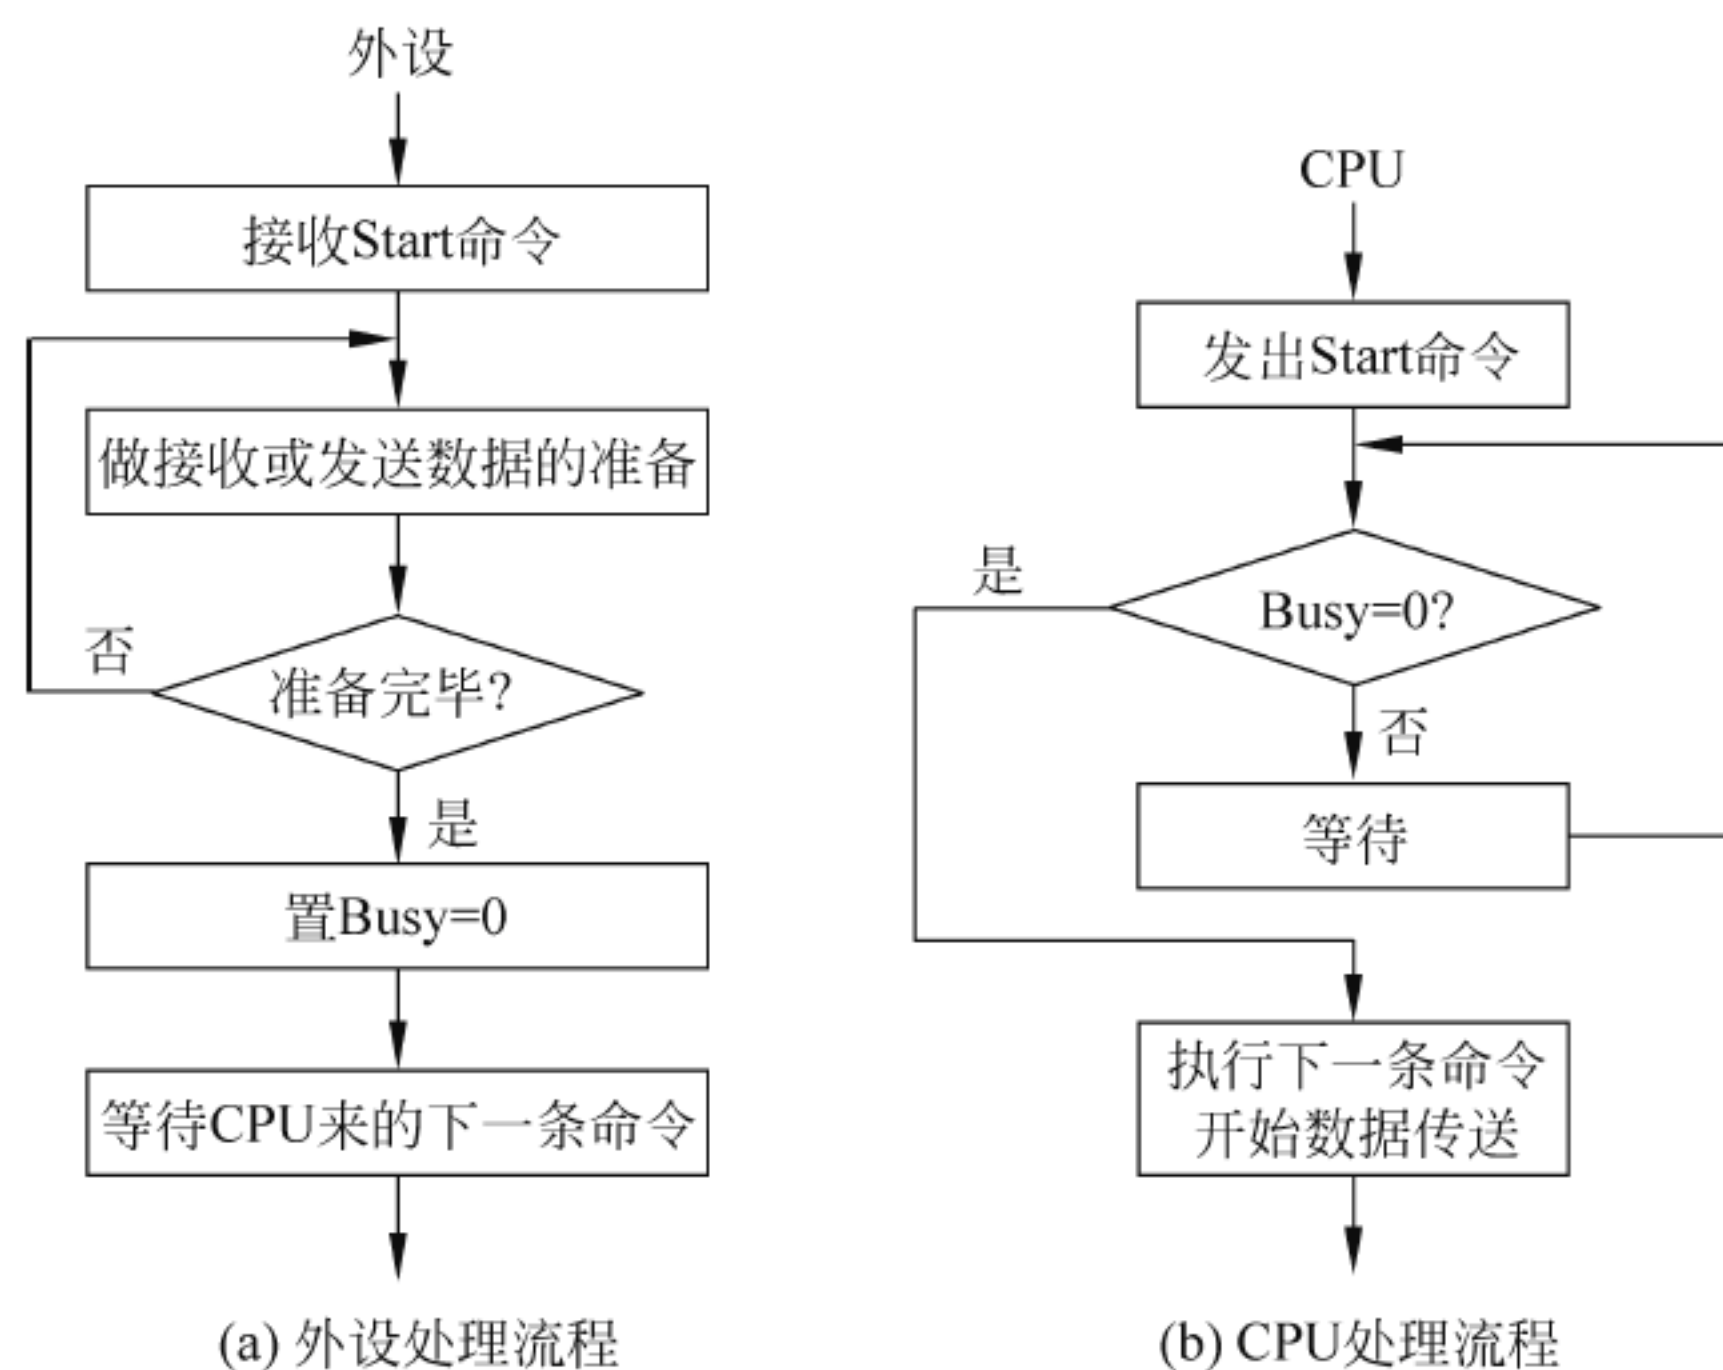 外设
接收Start命令
做接收或发送数据的准备
否
准备完毕?
是
置Busy=0
等待CPU来的下一条命令
(a) 外设处理流程
CPU
发出Start命令
是
Busy=0?
否
等待
执行下一条命令
开始数据传送
(b) CPU处理流程